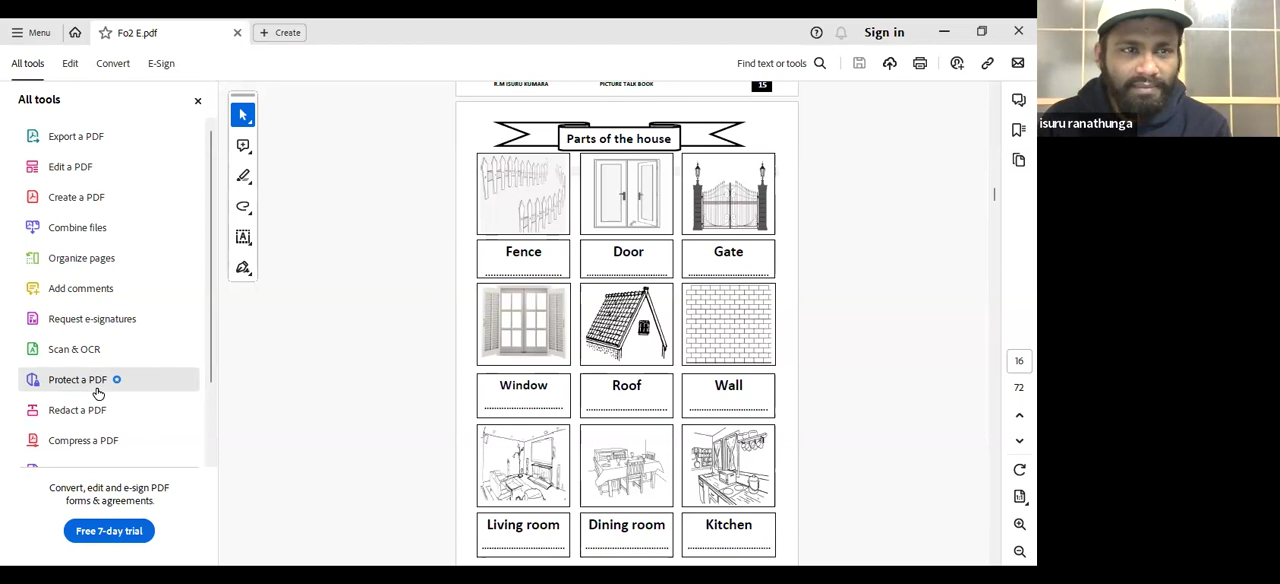 Menu
Fo2 E.pdf
Create
Sign in
All tools
Edit
Convert
E-Sign
Find text or tools
All tools
Export a PDF
Edit a PDF
Create a PDF
Combine files
Organize pages
Add comments
Request e-signatures
Scan & OCR
Protect a PDF
Redact a PDF
Compress a PDF
Convert, edit and e-sign PDF
forms & agreements.
Free 7-day trial
R.M ISURU KUMARA PICTURE TALK BOOK 15
Parts of the house
Fence Door Gate
Window Roof Wall
Living room Dining room Kitchen
16
72
isuru ranathunga